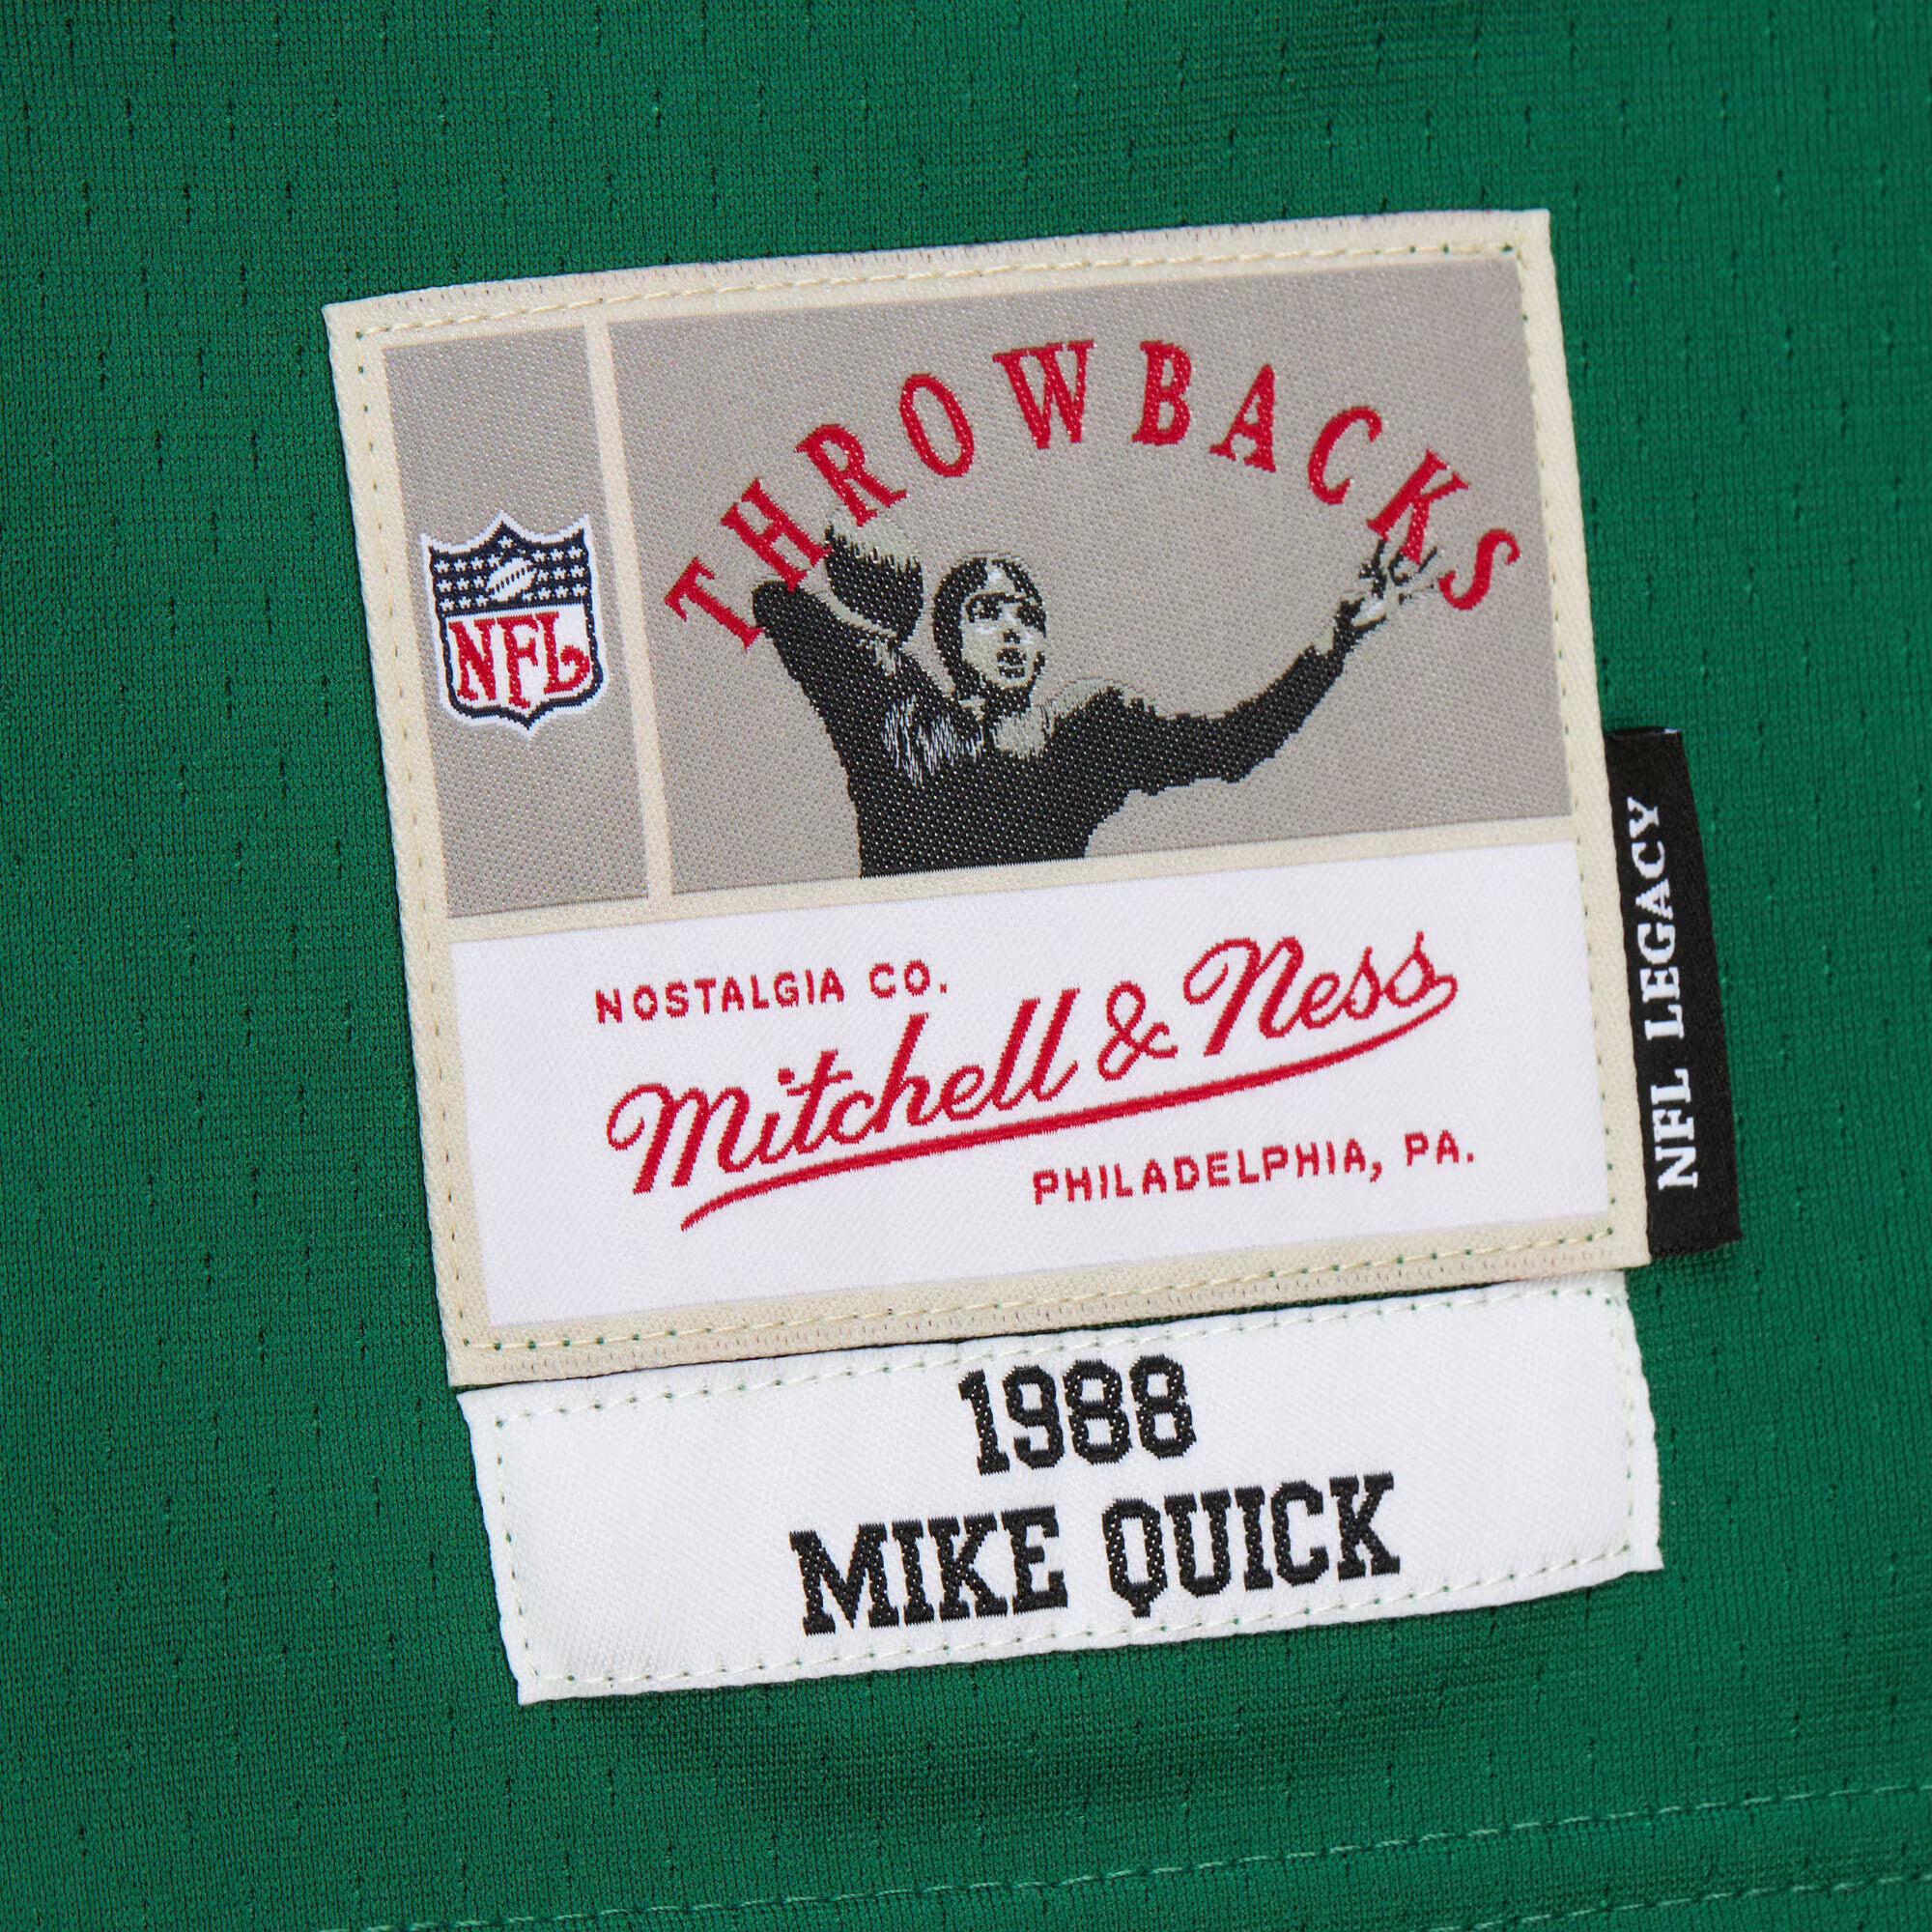 THROWBACKS
NFL
NOSTALGIA CO.
Mitchell & Ness
PHILADELPHIA, PA.
NFL LEGACY
1988
MIKE QUICK